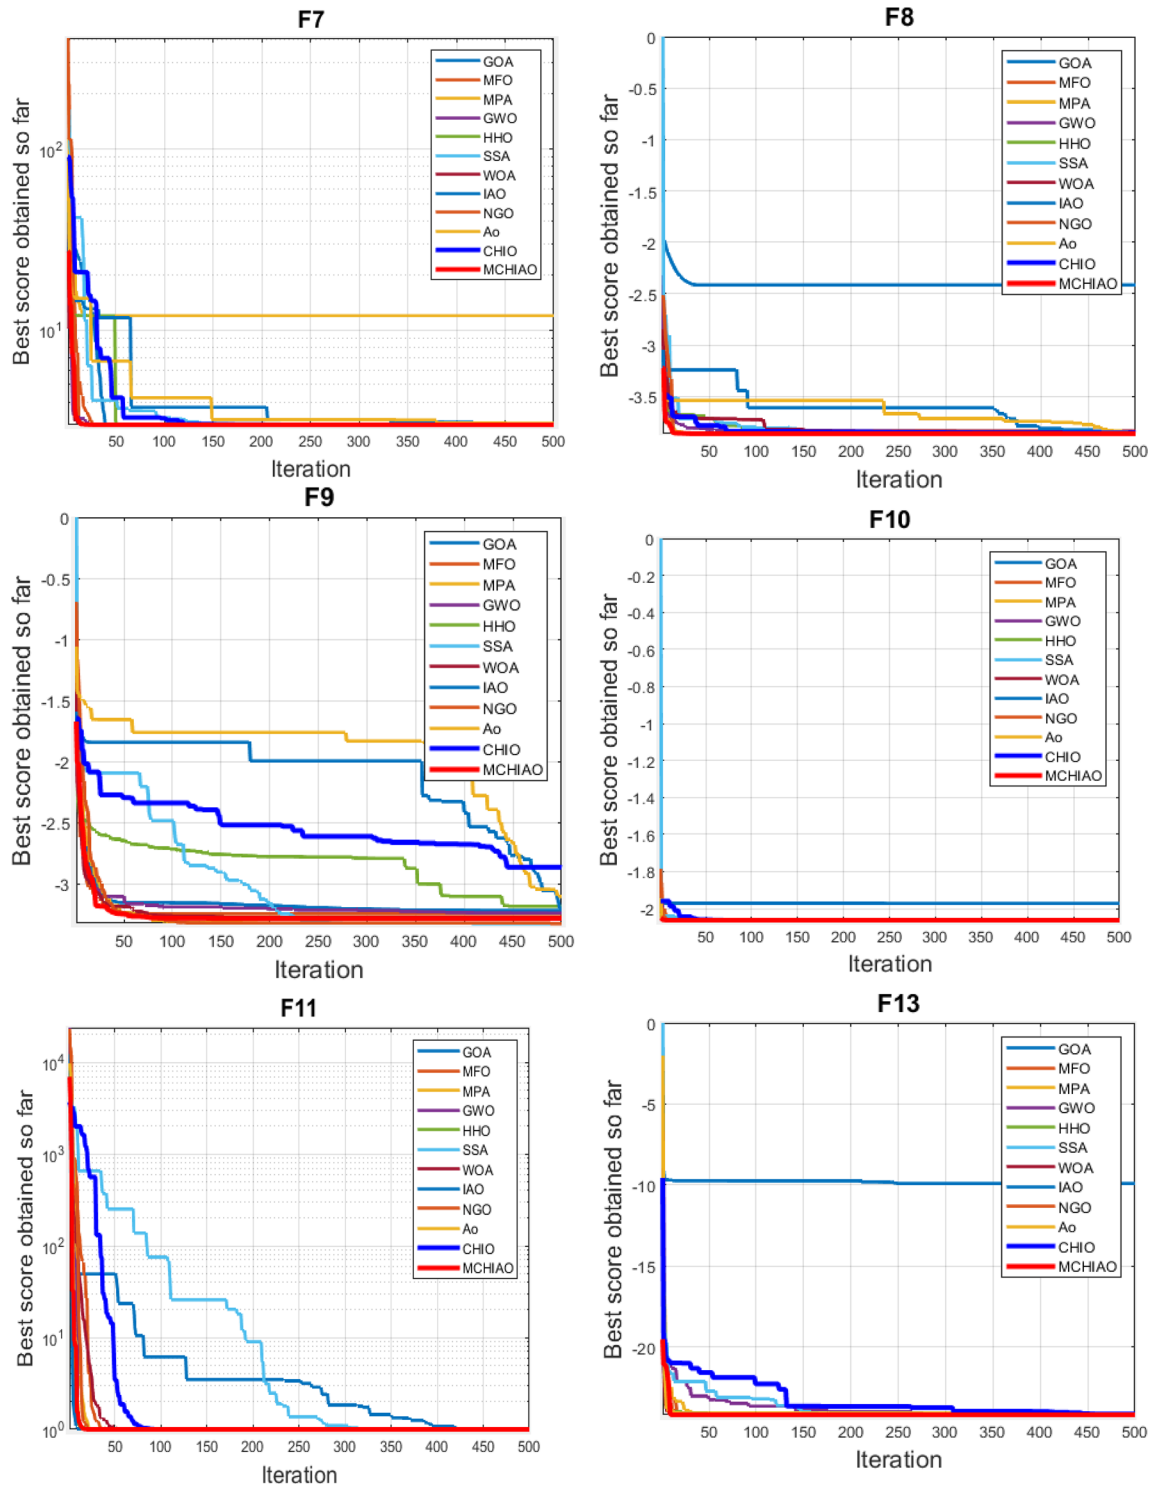 F7
Best score obtained so far
10^2
10^1
GOA
MFO
MPA
GWO
HHO
SSA
WOA
IAO
NGO
Ao
CHIO
MCHIAO
50 100 150 200 250 300 350 400 450 500
Iteration
F8
Best score obtained so far
0
-0.5
-1
-1.5
-2
-2.5
-3
-3.5
GOA
MFO
MPA
GWO
HHO
SSA
WOA
IAO
NGO
Ao
CHIO
MCHIAO
50 100 150 200 250 300 350 400 450 500
Iteration
F9
Best score obtained so far
0
-0.5
-1
-1.5
-2
-2.5
-3
GOA
MFO
MPA
GWO
HHO
SSA
WOA
IAO
NGO
Ao
CHIO
MCHIAO
50 100 150 200 250 300 350 400 450 500
Iteration
F10
Best score obtained so far
0
-0.2
-0.4
-0.6
-0.8
-1
-1.2
-1.4
-1.6
-1.8
-2
GOA
MFO
MPA
GWO
HHO
SSA
WOA
IAO
NGO
Ao
CHIO
MCHIAO
50 100 150 200 250 300 350 400 450 500
Iteration
F11
Best score obtained so far
10^4
10^3
10^2
10^1
10^0
GOA
MFO
MPA
GWO
HHO
SSA
WOA
IAO
NGO
Ao
CHIO
MCHIAO
50 100 150 200 250 300 350 400 450 500
Iteration
F13
Best score obtained so far
0
-5
-10
-15
-20
GOA
MFO
MPA
GWO
HHO
SSA
WOA
IAO
NGO
Ao
CHIO
MCHIAO
50 100 150 200 250 300 350 400 450 500
Iteration